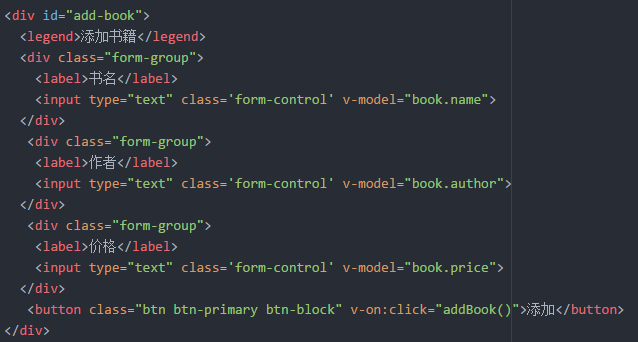 <div id="add-book">
  <legend>添加书籍</legend>
  <div class="form-group">
    <label>书名</label>
    <input type="text" class='form-control' v-model="book.name">
  </div>
   <div class="form-group">
    <label>作者</label>
    <input type="text" class='form-control' v-model="book.author">
  </div>
   <div class="form-group">
    <label>价格</label>
    <input type="text" class='form-control' v-model="book.price">
  </div>
   <button class="btn btn-primary btn-block" v-on:click="addBook()">添加</button>
</div>